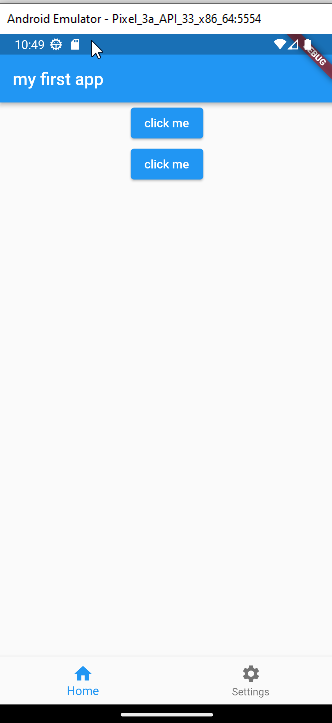 Android Emulator - Pixel_3a_API_33_x86_64:5554
10:49
DEBUG
my first app
click me
click me
Home
Settings